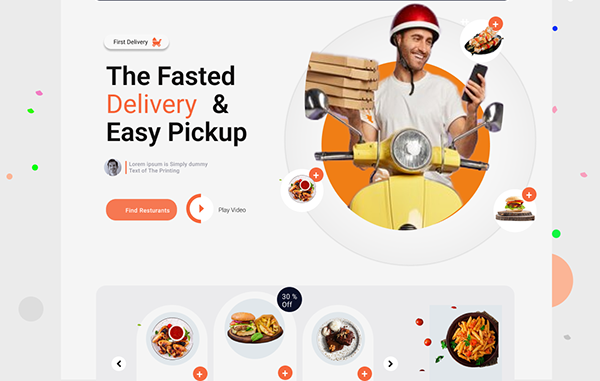 First Delivery
The Fasted
Delivery &
Easy Pickup
Lorem Ipsum is Simply dummy
Text of The Printing
Find Resturants
Play Video
30 %
Off